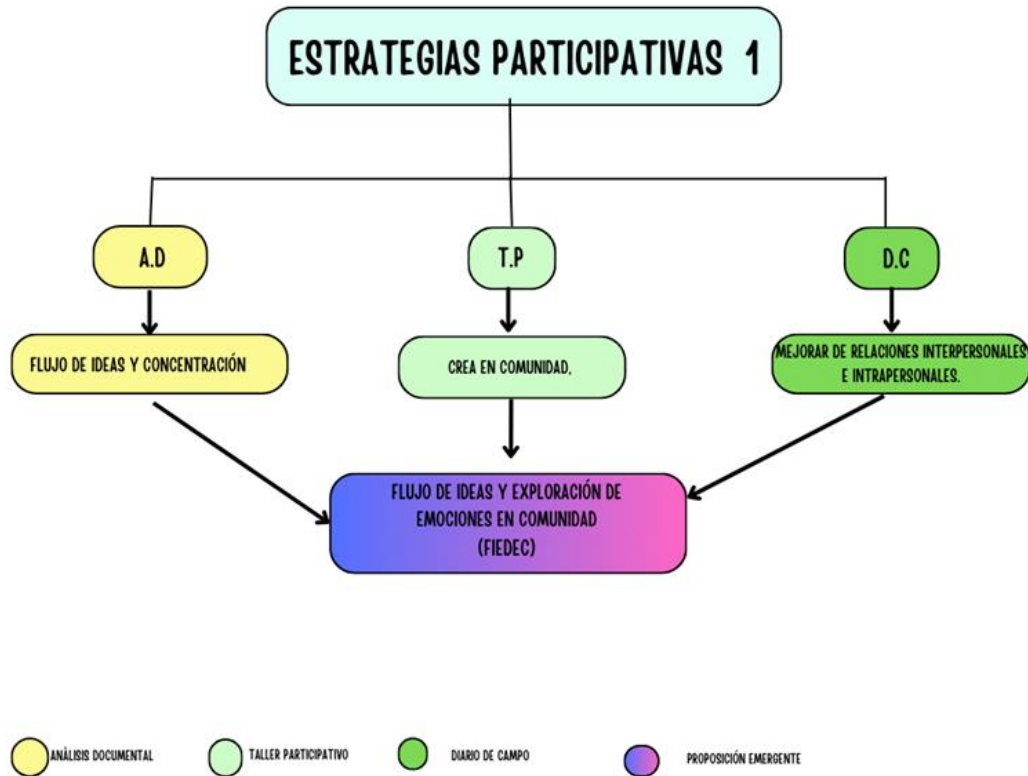 ESTRATEGIAS PARTICIPATIVAS 1
A.D
T.P
D.C
FLUJO DE IDEAS Y CONCENTRACIÓN
CREA EN COMUNIDAD,
MEJORAR DE RELACIONES INTERPERSONALES
E INTRAPERSONALES.
FLUJO DE IDEAS Y EXPLORACIÓN DE
EMOCIONES EN COMUNIDAD
(FIEDEC)
ANÀLISIS DOCUMENTAL
TALLER PARTICIPATIVO
DIARIO DE CAMPO
PROPOSICIÓN EMERGENTE